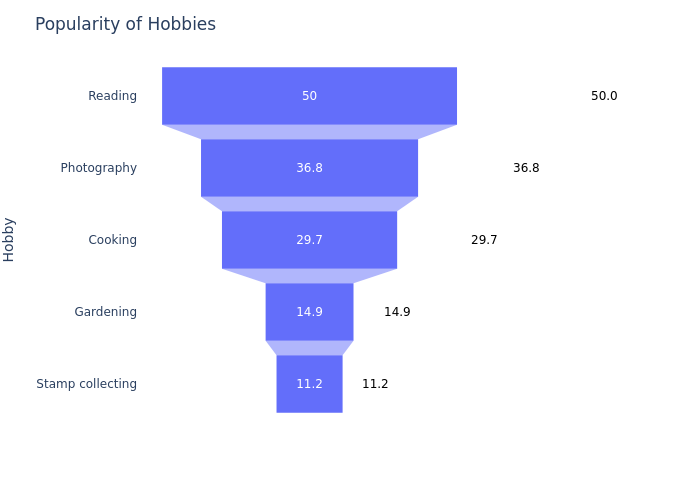 Popularity of Hobbies
Hobby
Reading 50 50.0
Photography 36.8 36.8
Cooking 29.7 29.7
Gardening 14.9 14.9
Stamp collecting 11.2 11.2